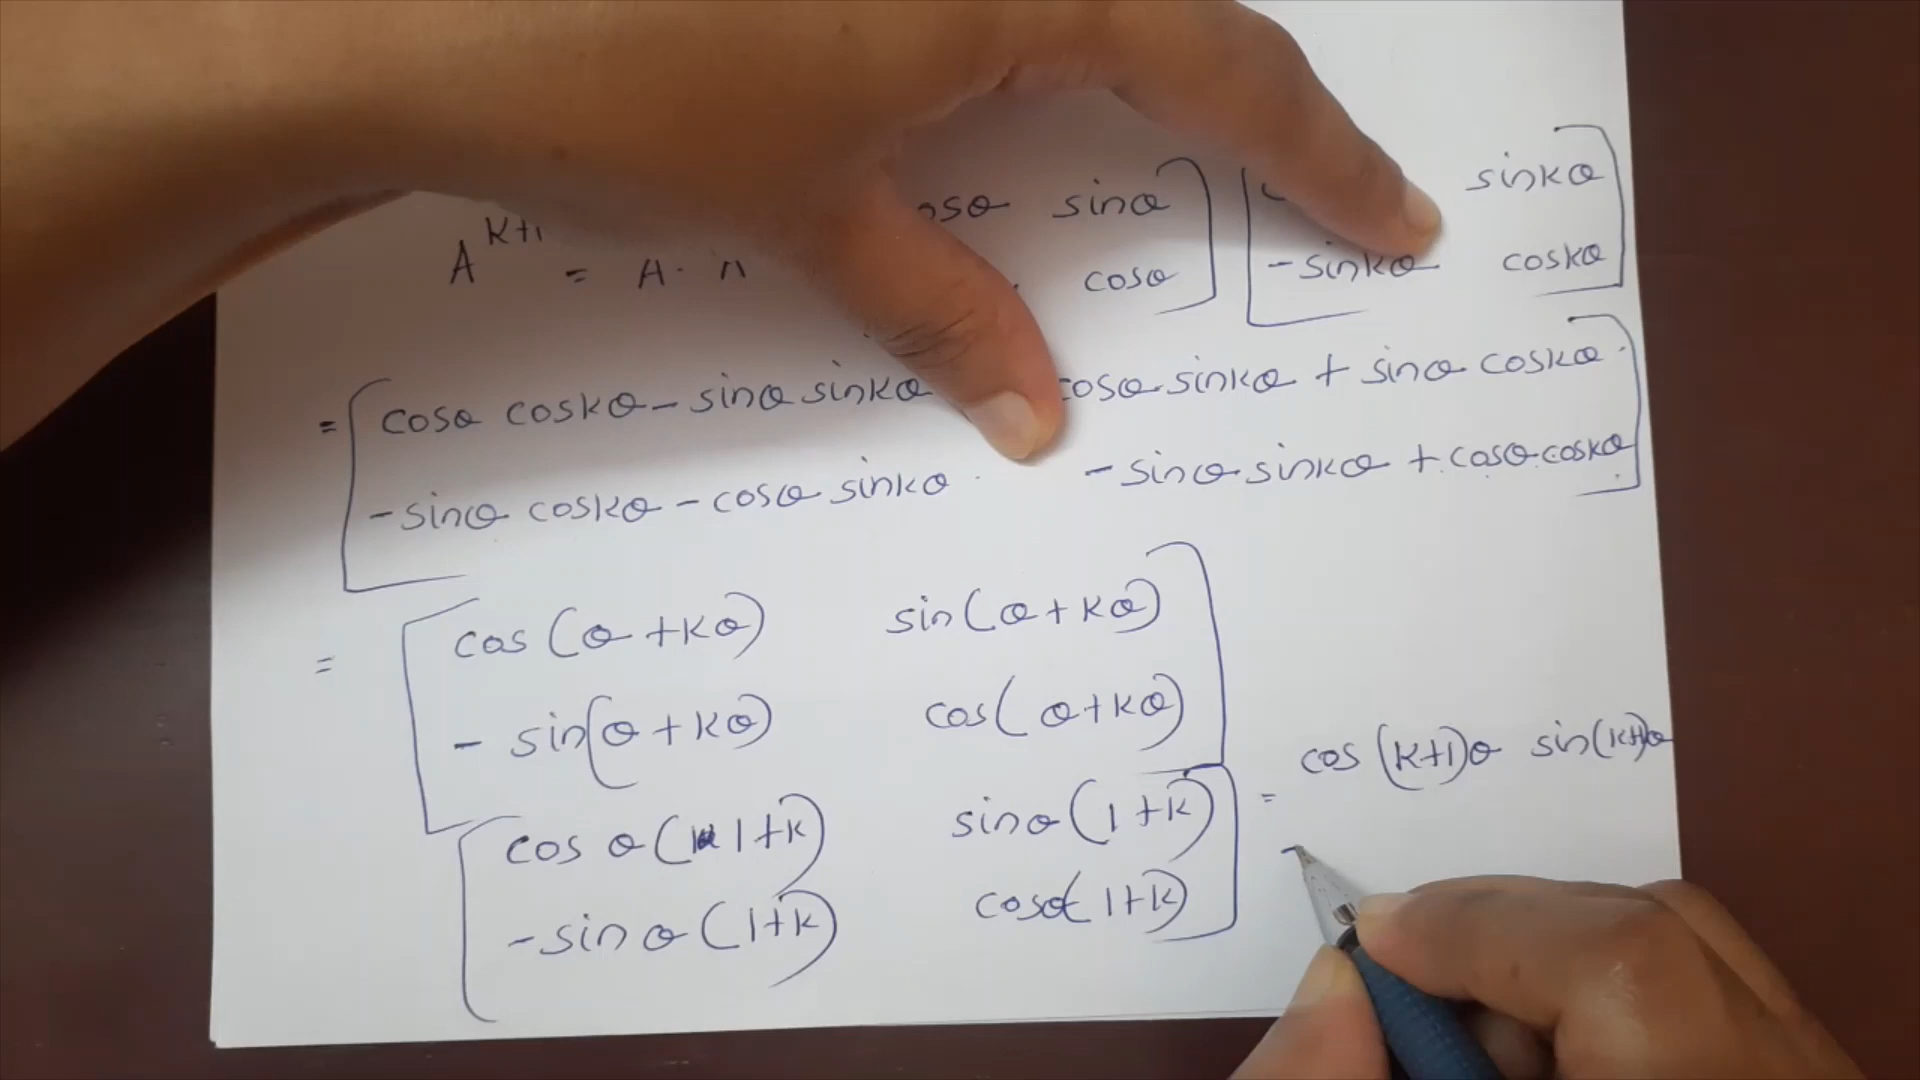 A^{k+1} = A. cosθ sinθ sinkθ
cosθ -sinkθ coskθ
= cosθ coskθ - sinθ sinkθ cosθ sinkθ + sinθ coskθ
-sinθ coskθ - cosθ sinkθ -sinθ sinkθ + cosθ coskθ
= cos(θ+kθ) sin(θ+kθ)
- sin(θ+kθ) cos(θ+kθ)
cos θ(1+k) sinθ(1+k) = cos(k+1)θ sin(k+1)θ
-sinθ(1+k) cosθ(1+k) -